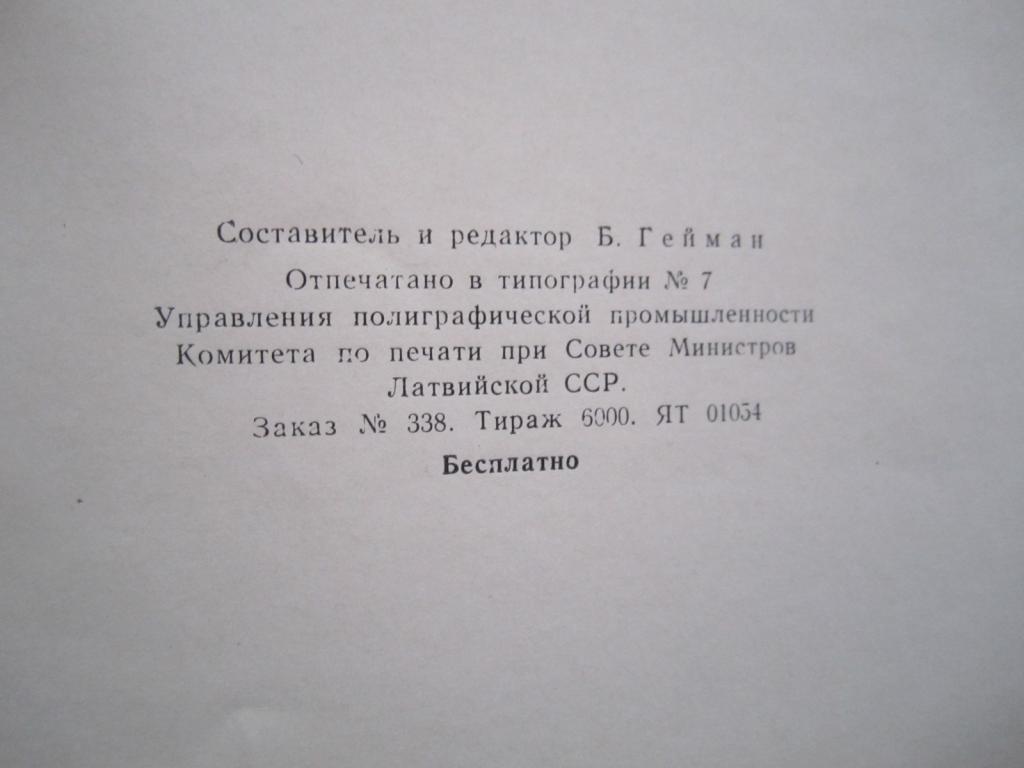 Составитель и редактор Б. Гейман
Отпечатано в типографии № 7
Управления полиграфической промышленности
Комитета по печати при Совете Министров
Латвийской ССР.
Заказ № 338. Тираж 6000. ЯТ 01054
Бесплатно